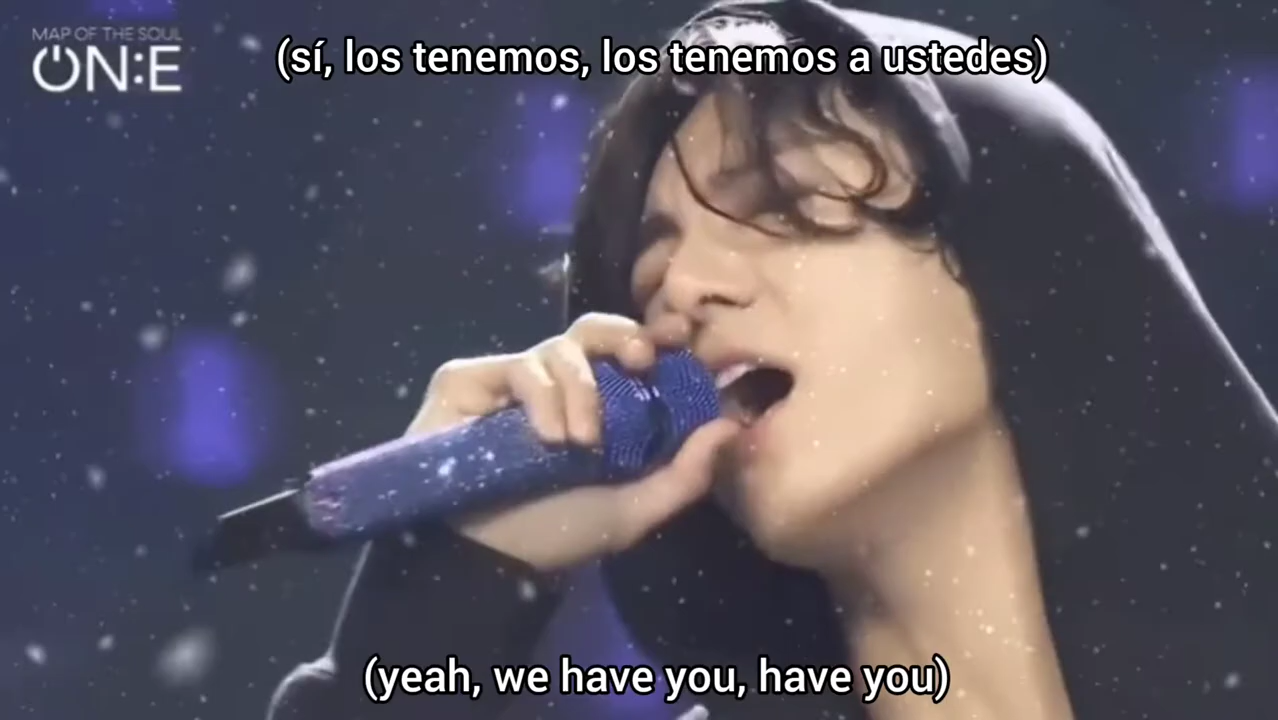 MAP OF THE SOUL
ON:E
(sí, los tenemos, los tenemos a ustedes)
(yeah, we have you, have you)